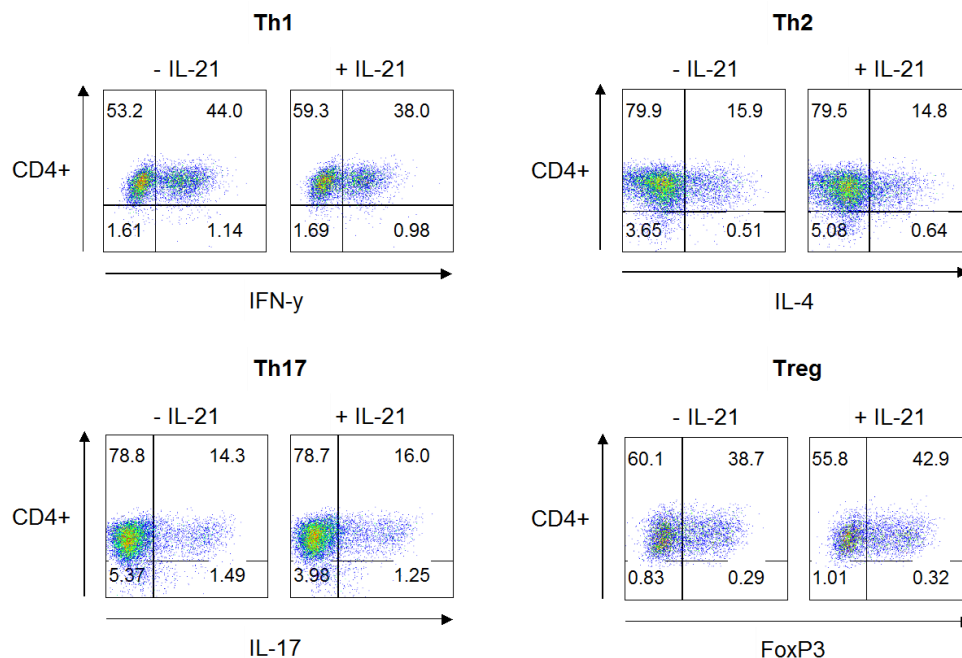 Th1
- IL-21
+ IL-21
53.2 44.0
59.3 38.0
CD4+
1.61 1.14
1.69 0.98
IFN-y
Th2
- IL-21
+ IL-21
79.9 15.9
79.5 14.8
CD4+
3.65 0.51
5.08 0.64
IL-4
Th17
- IL-21
+ IL-21
78.8 14.3
78.7 16.0
CD4+
5.37 1.49
3.98 1.25
IL-17
Treg
- IL-21
+ IL-21
60.1 38.7
55.8 42.9
CD4+
0.83 0.29
1.01 0.32
FoxP3